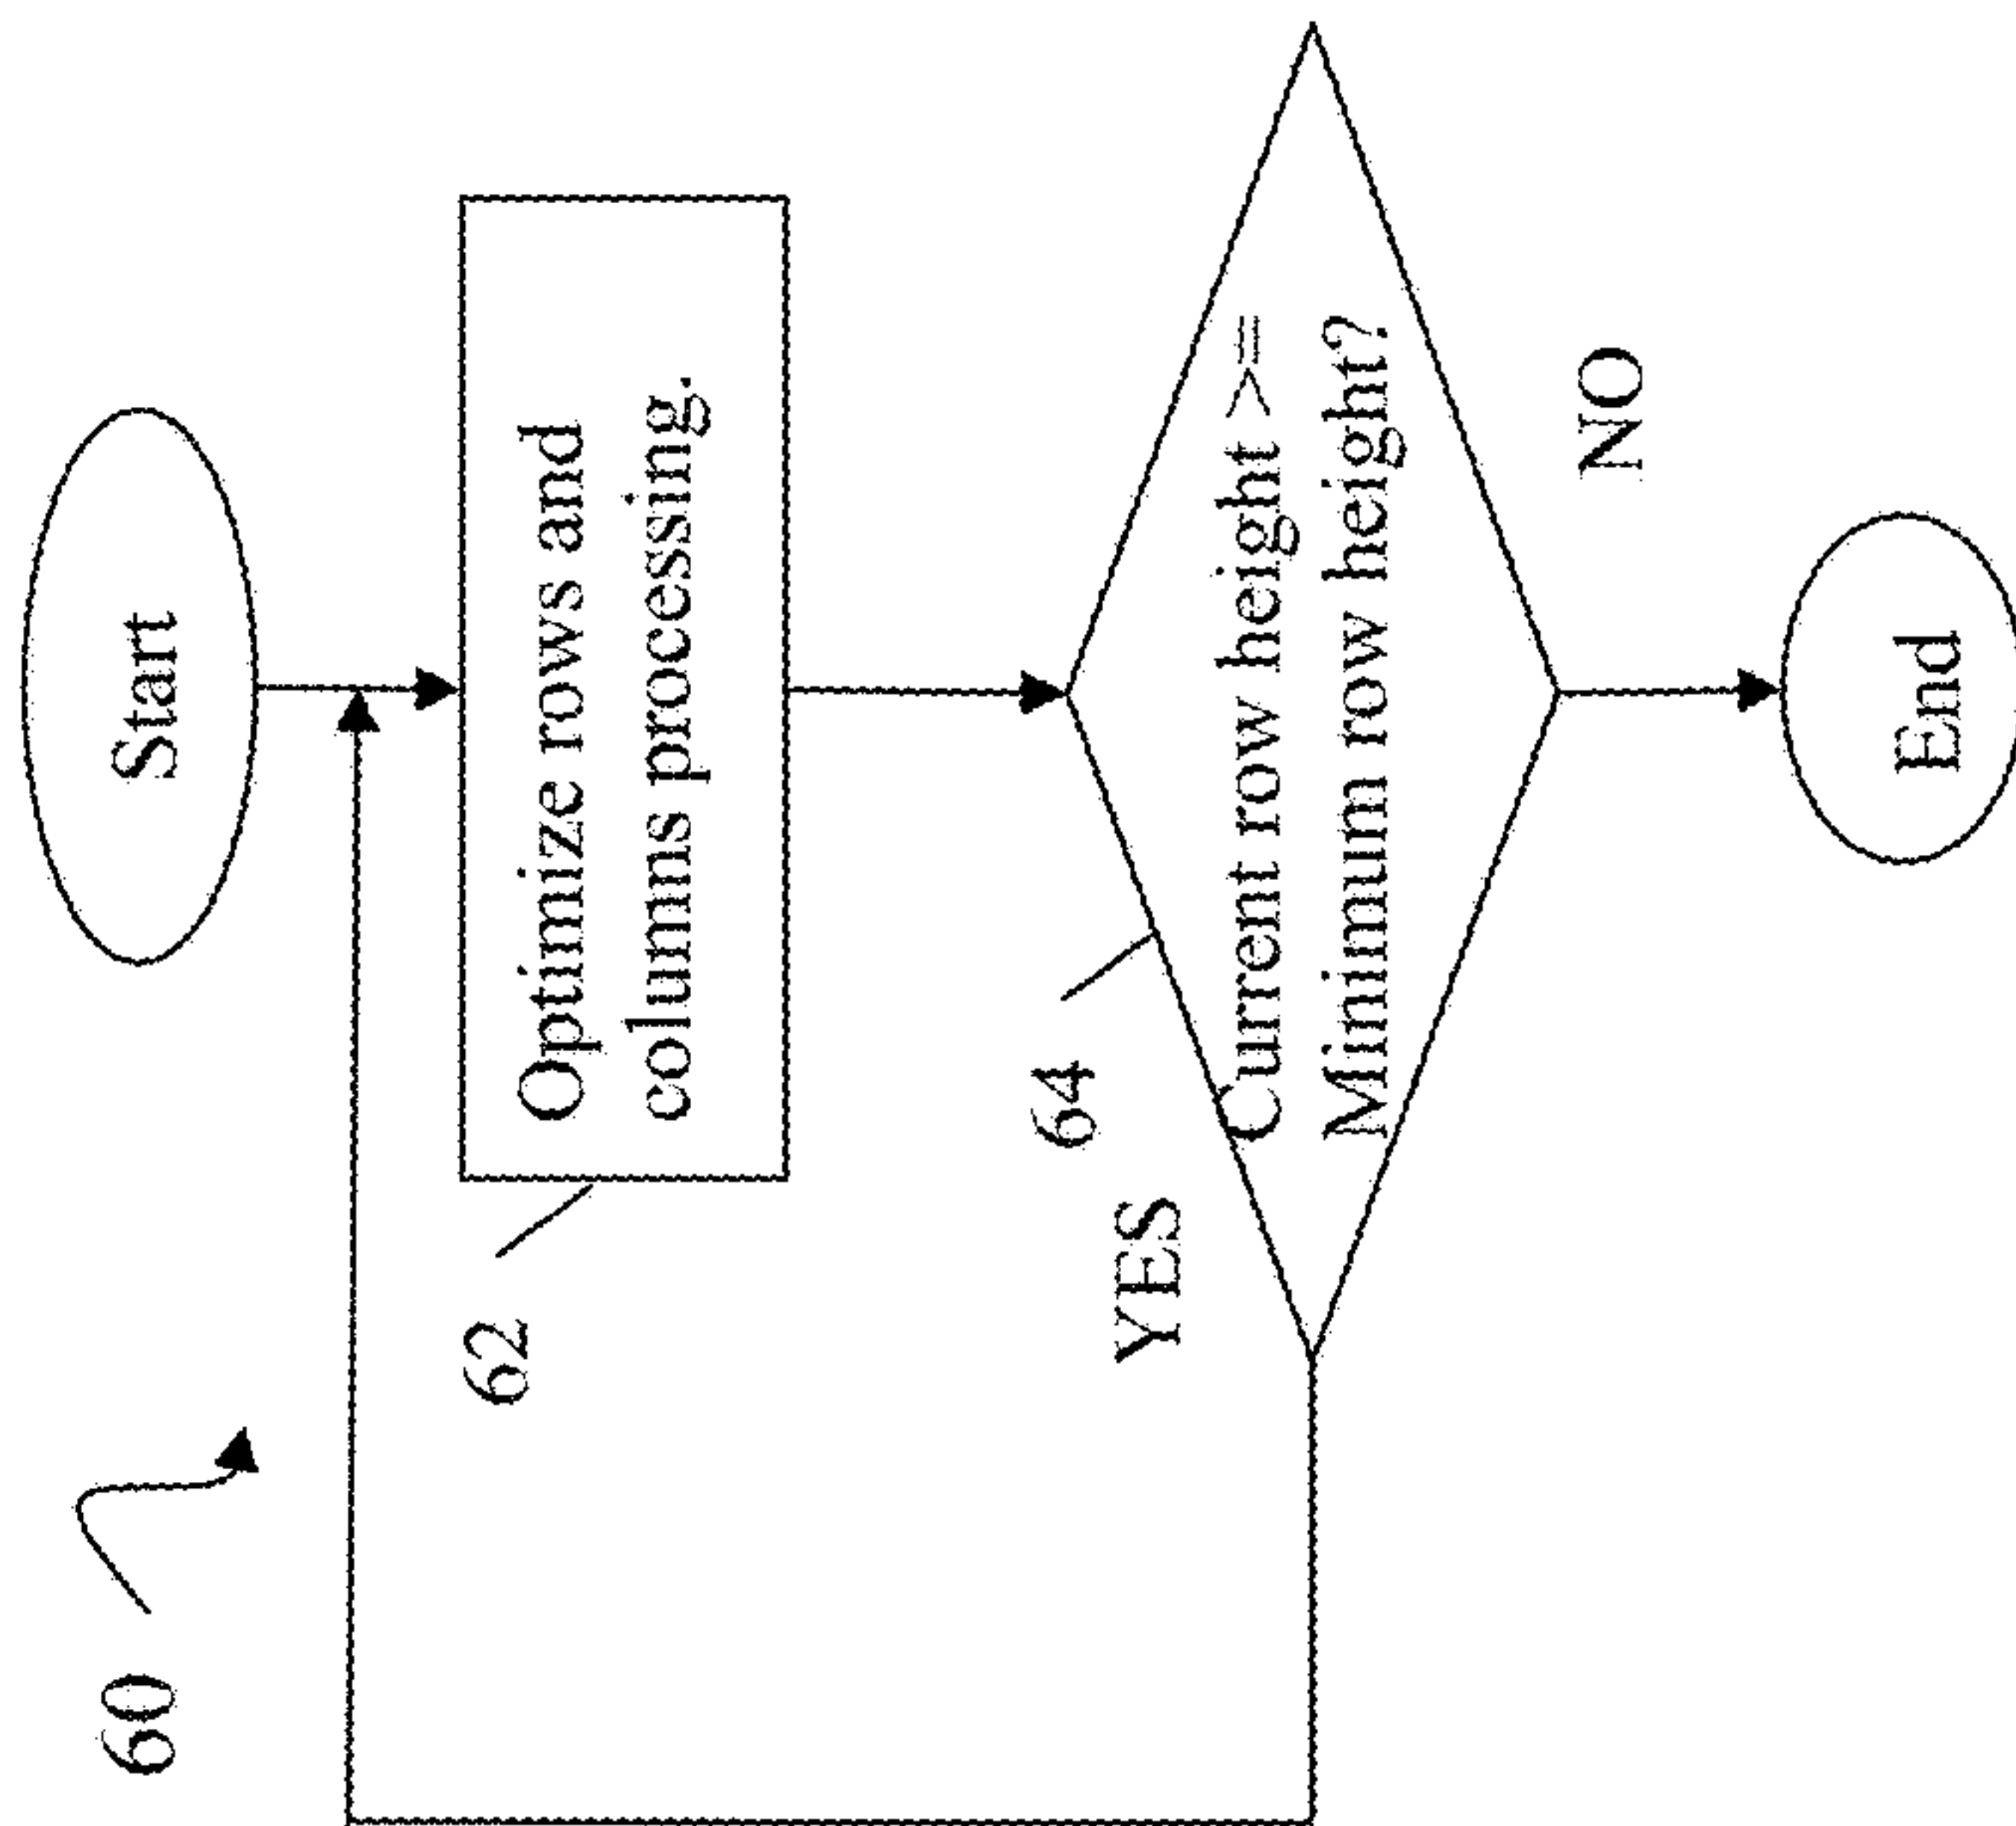 60
Start
62
Optimize rows and
columns processing.
64
YES
Current row height >=
Minimum row height?
NO
End